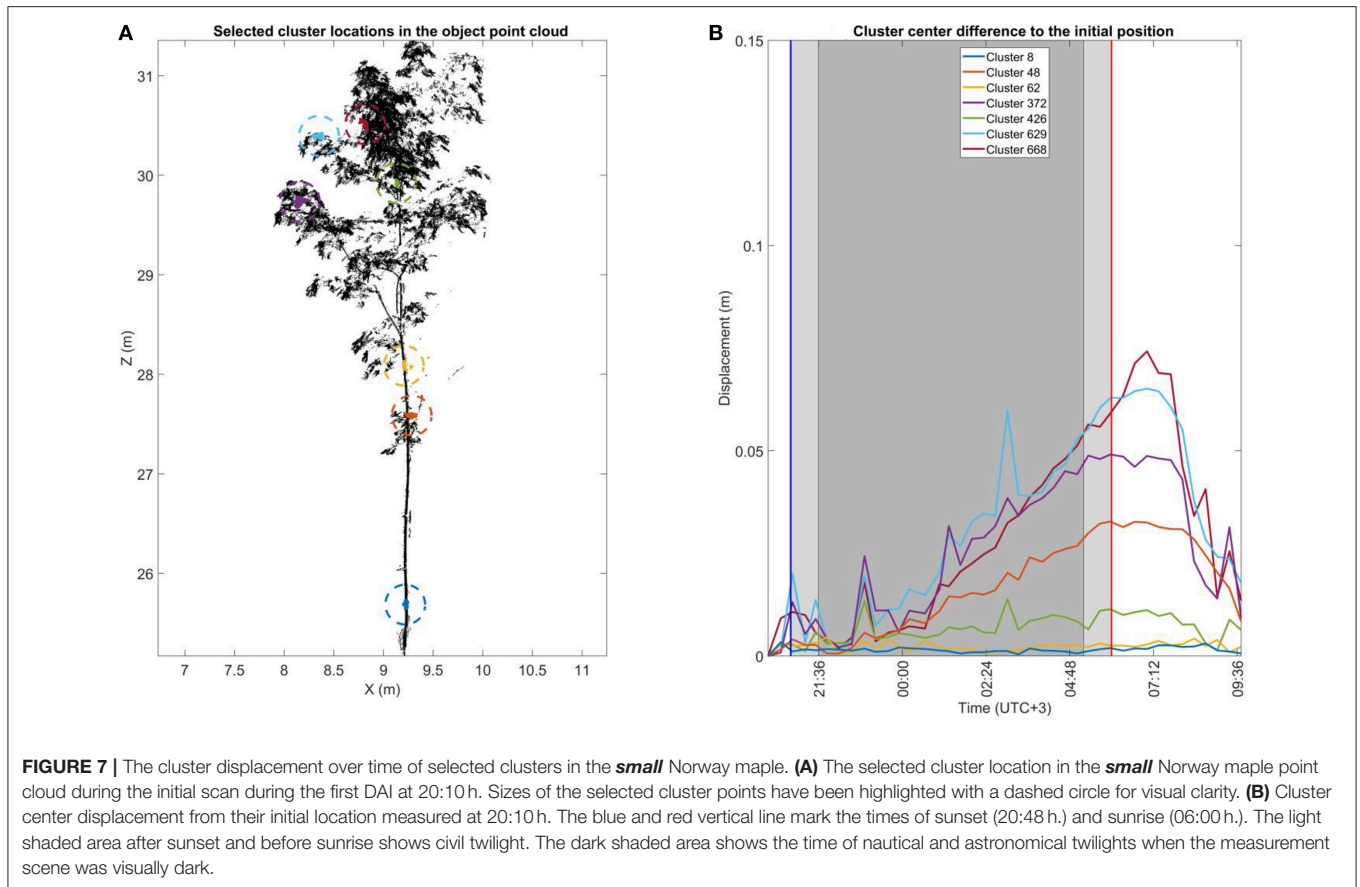 A
Selected cluster locations in the object point cloud
31
30
29
28
27
26
Z (m)
7
7.5
8
8.5
9
9.5
10
10.5
11
X (m)
B
Cluster center difference to the initial position
0.15
0.1
0.05
0
Displacement (m)
Cluster 8
Cluster 48
Cluster 62
Cluster 372
Cluster 426
Cluster 629
Cluster 668
21:36
00:00
02:24
04:48
07:12
09:36
Time (UTC+3)
FIGURE 7 | The cluster displacement over time of selected clusters in the small Norway maple. (A) The selected cluster location in the small Norway maple point
cloud during the initial scan during the first DAI at 20:10 h. Sizes of the selected cluster points have been highlighted with a dashed circle for visual clarity. (B) Cluster
center displacement from their initial location measured at 20:10 h. The blue and red vertical line mark the times of sunset (20:48 h.) and sunrise (06:00 h.). The light
shaded area after sunset and before sunrise shows civil twilight. The dark shaded area shows the time of nautical and astronomical twilights when the measurement
scene was visually dark.